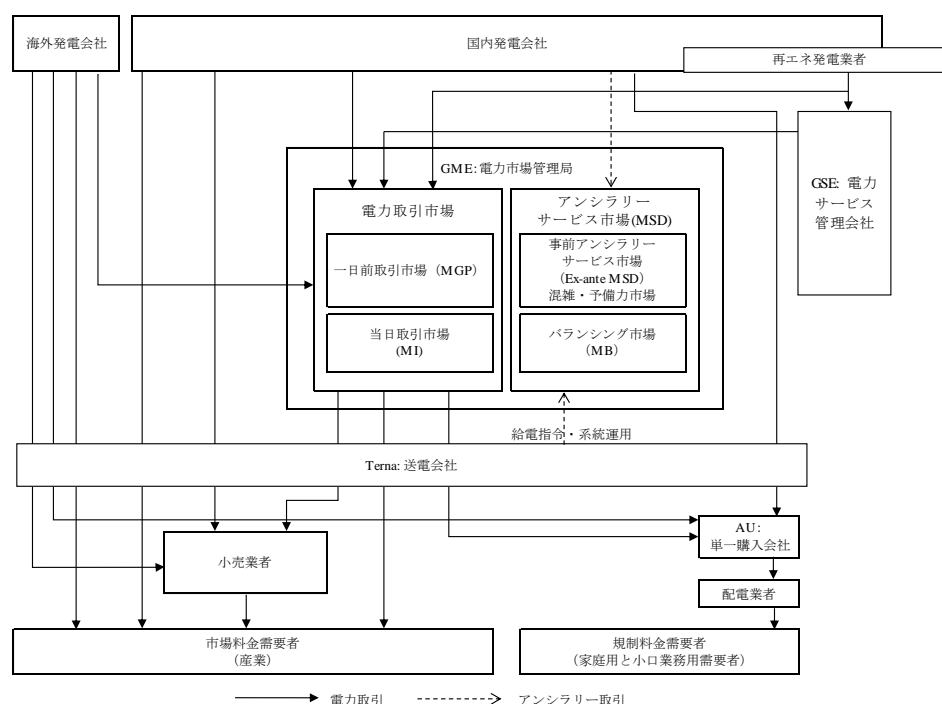 海外発電会社
国内発電会社
再エネ発電業者
GME:電力市場管理局
GSE: 電力
サービス
管理会社
電力取引市場
アンシラリー
サービス市場(MSD)
一日前取引市場（MGP）
事前アンシラリー
サービス市場
(Ex-ante MSD)
混雑・予備力市場
当日取引市場
(MI)
バランシング市場
（MB）
給電指令・系統運用
Terna: 送電会社
AU:
単一購入会社
小売業者
配電業者
市場料金需要者
（産業）
規制料金需要者
（家庭用と小口業務用需要者）
電力取引
アンシラリー取引